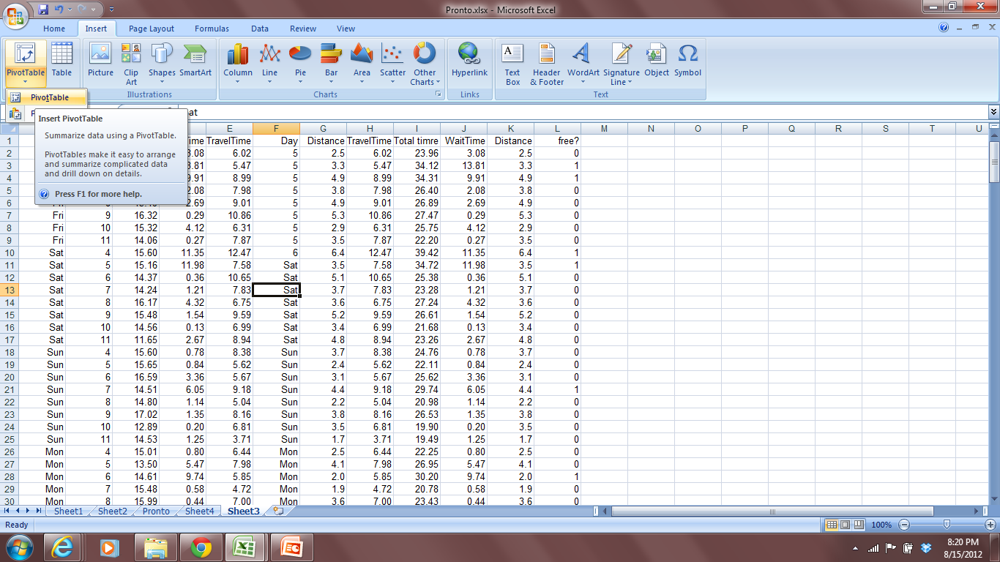 Pronto.xlsx - Microsoft Excel
Home Insert Page Layout Formulas Data Review View
PivotTable Table Picture Clip Art Shapes SmartArt Column Line Pie Bar Area Scatter Other Charts Hyperlink Text Box Header & Footer WordArt Signature Line Object Symbol
Illustrations Charts Links Text
PivotTable
Insert PivotTable
Summarize data using a PivotTable.
PivotTables make it easy to arrange
and summarize complicated data
and drill down on details.
Press F1 for more help.
E F G H I J K L M N O P Q R S T U
1 Time TravelTime Day Distance TravelTime Total timre WaitTime Distance free?
2 3.08 6.02 5 2.5 6.02 23.96 3.08 2.5 0
3 3.81 5.47 5 3.3 5.47 34.12 13.81 3.3 1
4 9.91 8.99 5 4.9 8.99 34.31 9.91 4.9 1
5 2.08 7.98 5 3.8 7.98 26.40 2.08 3.8 0
6 2.69 9.01 5 4.9 9.01 26.89 2.69 4.9 0
7 Fri 9 16.32 0.29 10.86 5 5.3 10.86 27.47 0.29 5.3 0
8 Fri 10 15.32 4.12 6.31 5 2.9 6.31 25.75 4.12 2.9 0
9 Fri 11 14.06 0.27 7.87 5 3.5 7.87 22.20 0.27 3.5 0
10 Sat 4 15.60 11.35 12.47 6 6.4 12.47 39.42 11.35 6.4 1
11 Sat 5 15.16 11.98 7.58 Sat 3.5 7.58 34.72 11.98 3.5 1
12 Sat 6 14.37 0.36 10.65 Sat 5.1 10.65 25.38 0.36 5.1 0
13 Sat 7 14.24 1.21 7.83 Sat 3.7 7.83 23.28 1.21 3.7 0
14 Sat 8 16.17 4.32 6.75 Sat 3.6 6.75 27.24 4.32 3.6 0
15 Sat 9 15.48 1.54 9.59 Sat 5.2 9.59 26.61 1.54 5.2 0
16 Sat 10 14.56 0.13 6.99 Sat 3.4 6.99 21.68 0.13 3.4 0
17 Sat 11 11.65 2.67 8.94 Sat 4.8 8.94 23.26 2.67 4.8 0
18 Sun 4 15.60 0.78 8.38 Sun 3.7 8.38 24.76 0.78 3.7 0
19 Sun 5 15.65 0.84 5.62 Sun 2.4 5.62 22.11 0.84 2.4 0
20 Sun 6 16.59 3.36 5.67 Sun 3.1 5.67 25.62 3.36 3.1 0
21 Sun 7 14.51 6.05 9.18 Sun 4.4 9.18 29.74 6.05 4.4 1
22 Sun 8 14.80 1.14 5.04 Sun 2.2 5.04 20.98 1.14 2.2 0
23 Sun 9 17.02 1.35 8.16 Sun 3.8 8.16 26.53 1.35 3.8 0
24 Sun 10 12.89 0.20 6.81 Sun 3.5 6.81 19.90 0.20 3.5 0
25 Sun 11 14.53 1.25 3.71 Sun 1.7 3.71 19.49 1.25 1.7 0
26 Mon 4 15.01 0.80 6.44 Mon 2.5 6.44 22.25 0.80 2.5 0
27 Mon 5 13.50 5.47 7.98 Mon 4.1 7.98 26.95 5.47 4.1 0
28 Mon 6 14.61 9.74 5.85 Mon 2.0 5.85 30.20 9.74 2.0 1
29 Mon 7 15.48 0.58 4.72 Mon 1.9 4.72 20.78 0.58 1.9 0
30 Mon 8 15.99 0.44 7.00 Mon 3.6 7.00 23.43 0.44 3.6 0
Sheet1 Sheet2 Pronto Sheet4 Sheet3
Ready 100%
8:20 PM
8/15/2012